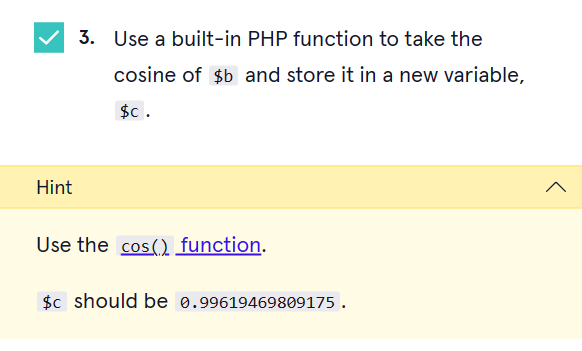 3. Use a built-in PHP function to take the
cosine of $b and store it in a new variable,
$c.
Hint
Use the cos() function.
$c should be 0.99619469809175.